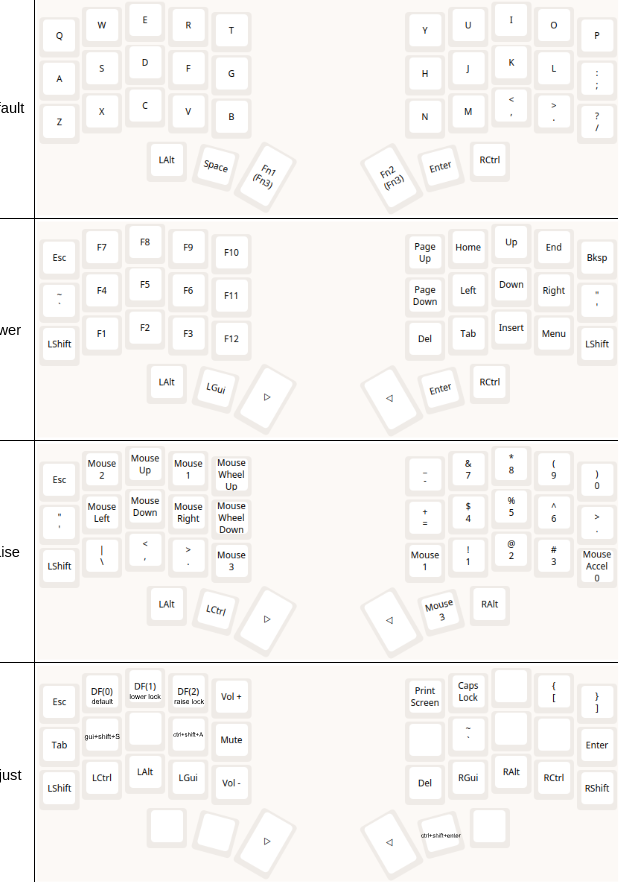 fault
Q W E R T Y U I O P
A S D F G H J K L : ;
Z X C V B N M < , > . ? /
LAlt Space Fn1 (Fn3) Fn2 (Fn3) Enter RCtrl
wer
Esc F7 F8 F9 F10 Page Up Home Up End Bksp
~ ` F4 F5 F6 F11 Page Down Left Down Right " '
LShift F1 F2 F3 F12 Del Tab Insert Menu LShift
LAlt LGui ▷ ◁ Enter RCtrl
ise
Esc Mouse 2 Mouse Up Mouse 1 Mouse Wheel Up _ - & 7 * 8 ( 9 ) 0
" ' Mouse Left Mouse Down Mouse Right Mouse Wheel Down + = $ 4 % 5 ^ 6 > .
LShift | \ < , > . Mouse 3 Mouse 1 ! 1 @ 2 # 3 Mouse Accel 0
LAlt LCtrl ▷ ◁ Mouse 3 RAlt
just
Esc DF(0) default DF(1) lower lock DF(2) raise lock Vol + Print Screen Caps Lock { [ } ]
Tab gui+shift+S ctrl+shift+A Mute ~ ` Enter
LShift LCtrl LAlt LGui Vol - Del RGui RAlt RCtrl RShift
▷ ◁ ctrl+shift+enter